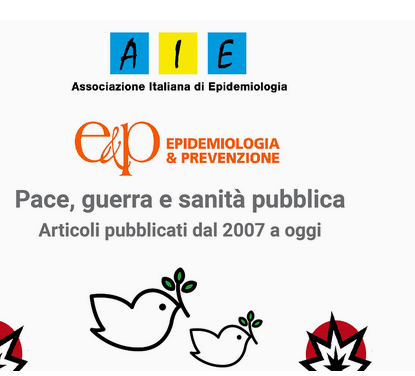 A I E
Associazione Italiana di Epidemiologia
e&p EPIDEMIOLOGIA
& PREVENZIONE
Pace, guerra e sanità pubblica
Articoli pubblicati dal 2007 a oggi